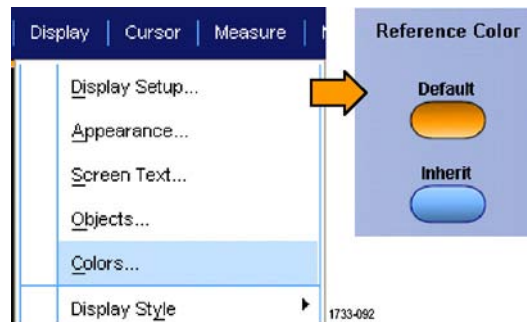 Display | Cursor | Measure |
Display Setup...
Appearance...
Screen Text...
Objects...
Colors...
Display Style
Reference Color
Default
Inherit
1733-092